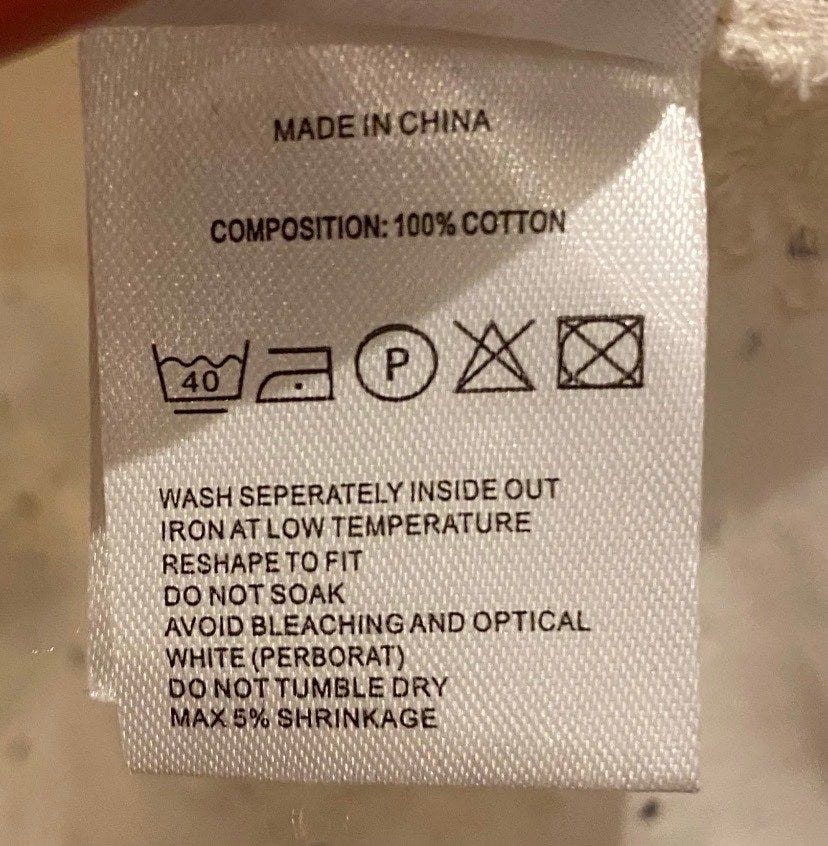 MADE IN CHINA
COMPOSITION: 100% COTTON
40 P
WASH SEPERATELY INSIDE OUT
IRON AT LOW TEMPERATURE
RESHAPE TO FIT
DO NOT SOAK
AVOID BLEACHING AND OPTICAL
WHITE (PERBORAT)
DO NOT TUMBLE DRY
MAX 5% SHRINKAGE